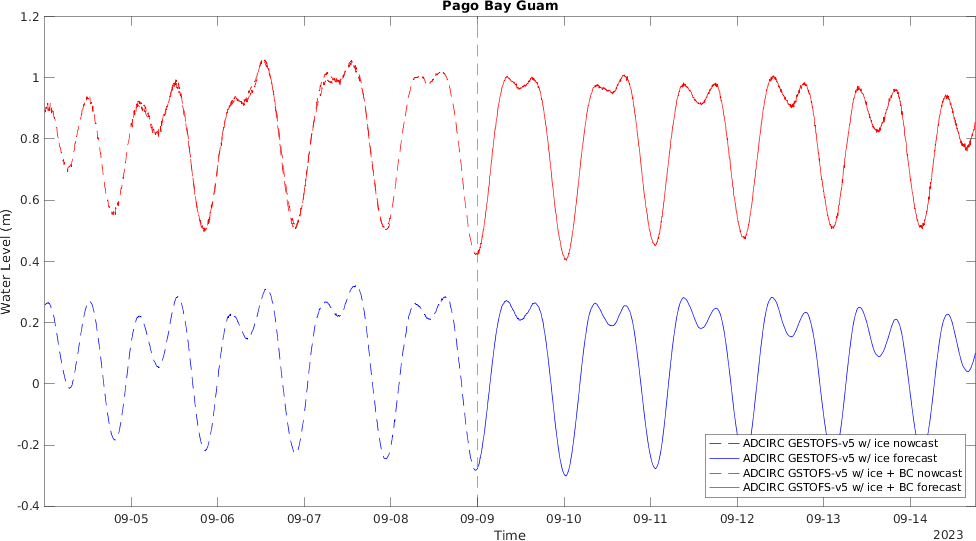 Pago Bay Guam
1.2
1
0.8
0.6
0.4
0.2
0
-0.2
-0.4
Water Level (m)
ADCIRC GESTOFS-v5 w/ ice nowcast
ADCIRC GESTOFS-v5 w/ ice forecast
ADCIRC GSTOFS-v5 w/ ice + BC nowcast
ADCIRC GSTOFS-v5 w/ ice + BC forecast
09-05 09-06 09-07 09-08 09-09 09-10 09-11 09-12 09-13 09-14
Time
2023